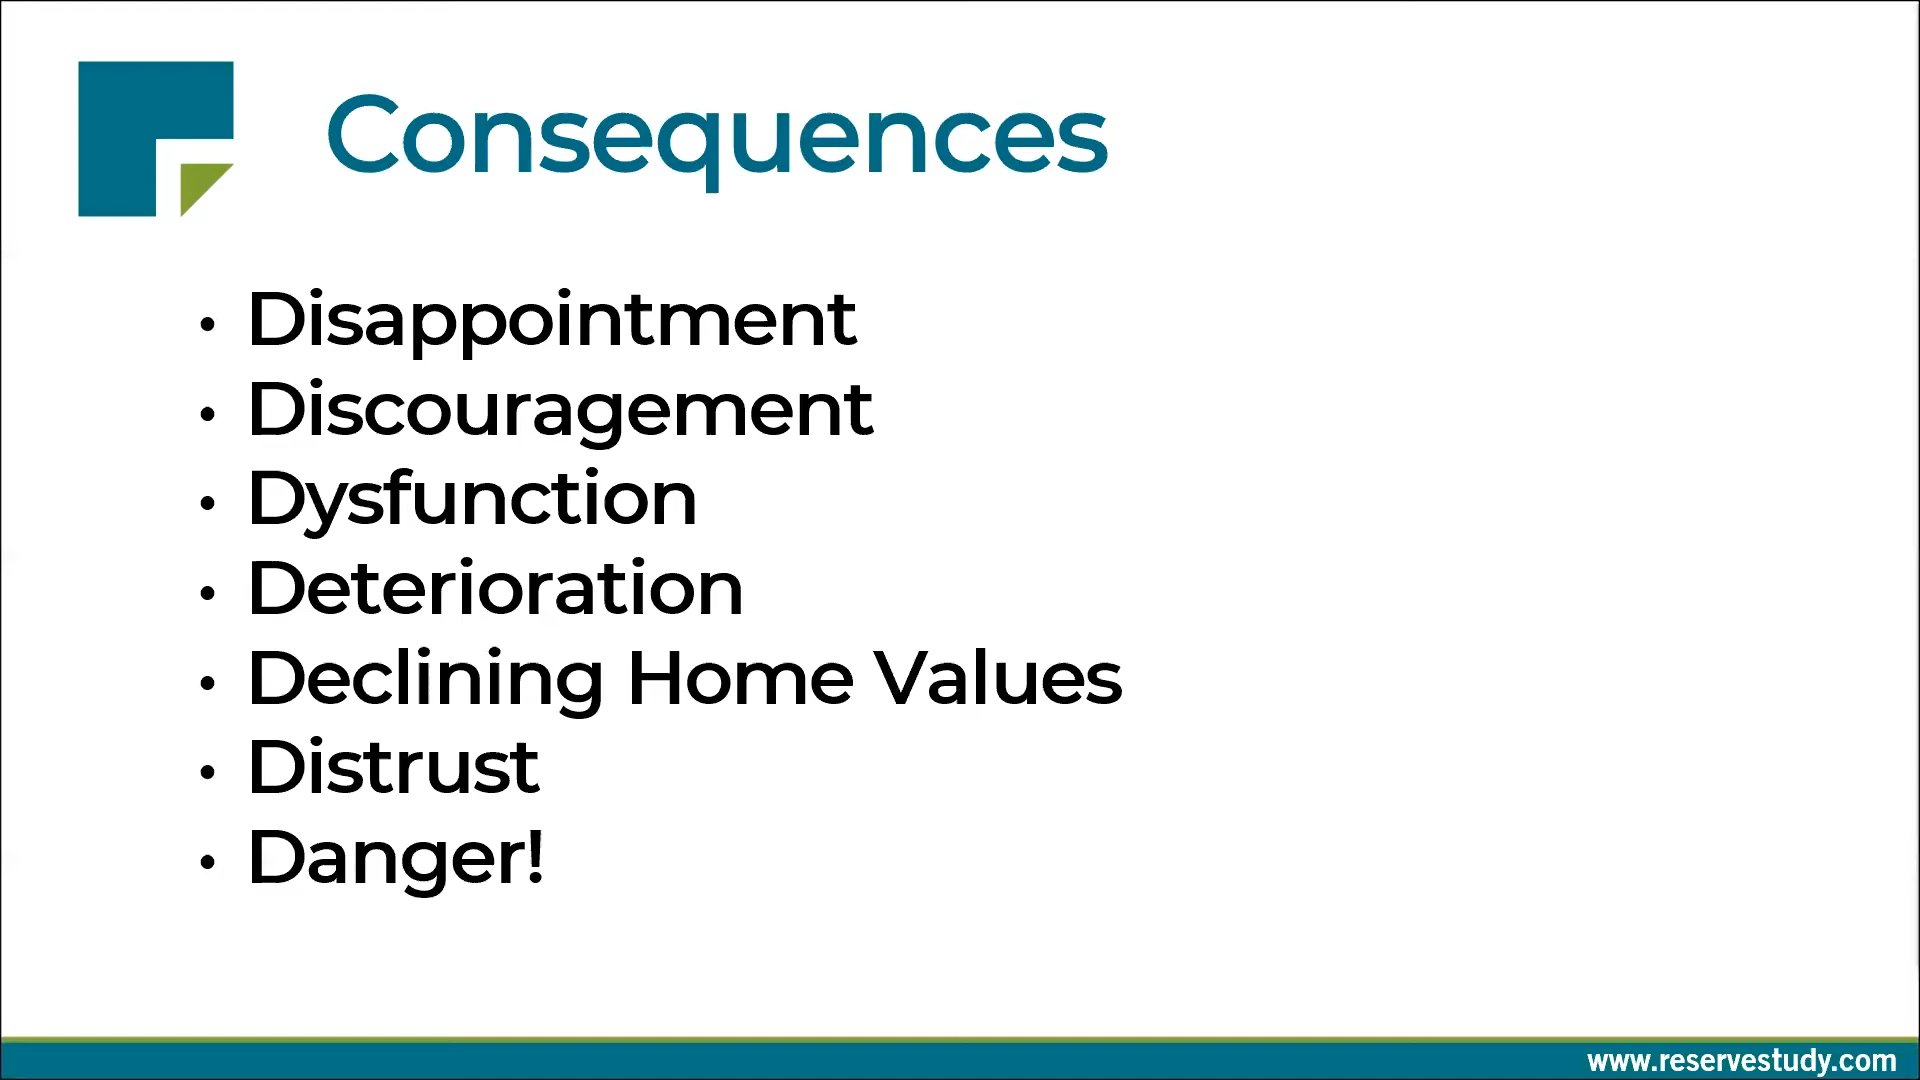 Consequences
• Disappointment
• Discouragement
• Dysfunction
• Deterioration
• Declining Home Values
• Distrust
• Danger!
www.reservestudy.com